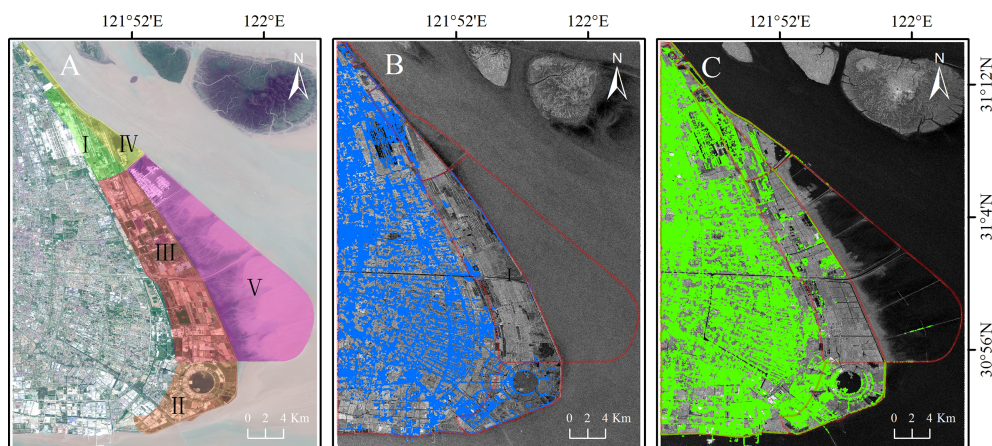 121°52′E 122°E 121°52′E 122°E 121°52′E 122°E
A N B N C N
31°12′N
I IV
31°4′N
III
V
30°56′N
II
0 2 4 Km 0 2 4 Km 0 2 4 Km